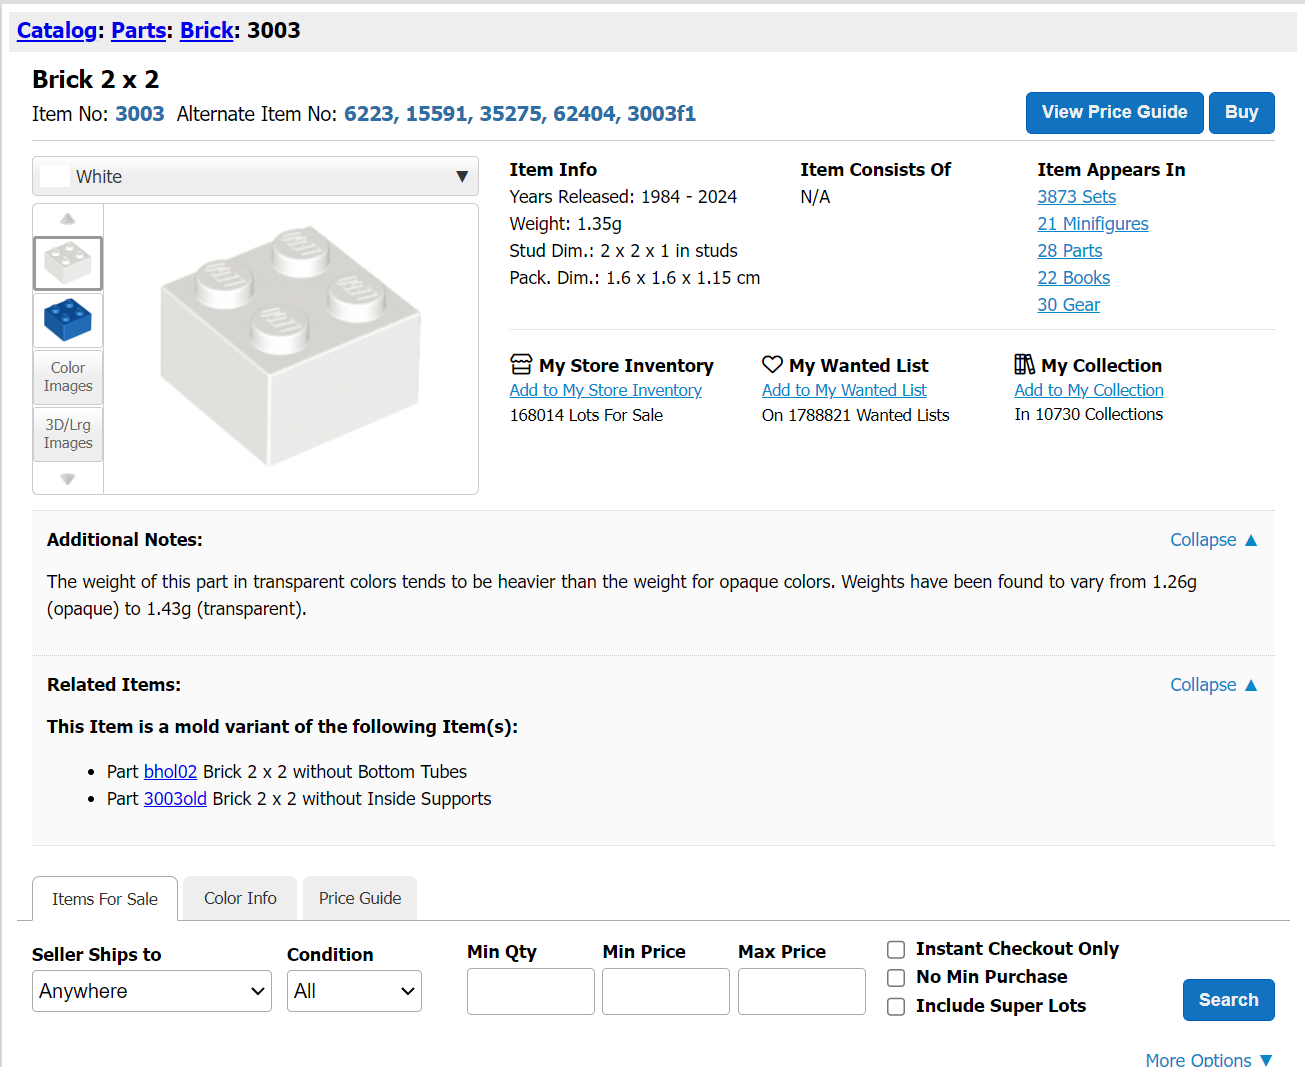 Catalog: Parts: Brick: 3003
Brick 2 x 2
Item No: 3003 Alternate Item No: 6223, 15591, 35275, 62404, 3003f1
View Price Guide
Buy
White
Color
Images
3D/Lrg
Images
Item Info
Years Released: 1984 - 2024
Weight: 1.35g
Stud Dim.: 2 x 2 x 1 in studs
Pack. Dim.: 1.6 x 1.6 x 1.15 cm
Item Consists Of
N/A
Item Appears In
3873 Sets
21 Minifigures
28 Parts
22 Books
30 Gear
My Store Inventory
Add to My Store Inventory
168014 Lots For Sale
My Wanted List
Add to My Wanted List
On 1788821 Wanted Lists
My Collection
Add to My Collection
In 10730 Collections
Additional Notes:
Collapse ▲
The weight of this part in transparent colors tends to be heavier than the weight for opaque colors. Weights have been found to vary from 1.26g
(opaque) to 1.43g (transparent).
Related Items:
Collapse ▲
This Item is a mold variant of the following Item(s):
• Part bhol02 Brick 2 x 2 without Bottom Tubes
• Part 3003old Brick 2 x 2 without Inside Supports
Items For Sale
Color Info
Price Guide
Seller Ships to
Anywhere
Condition
All
Min Qty
Min Price
Max Price
Instant Checkout Only
No Min Purchase
Include Super Lots
Search
More Options ▼